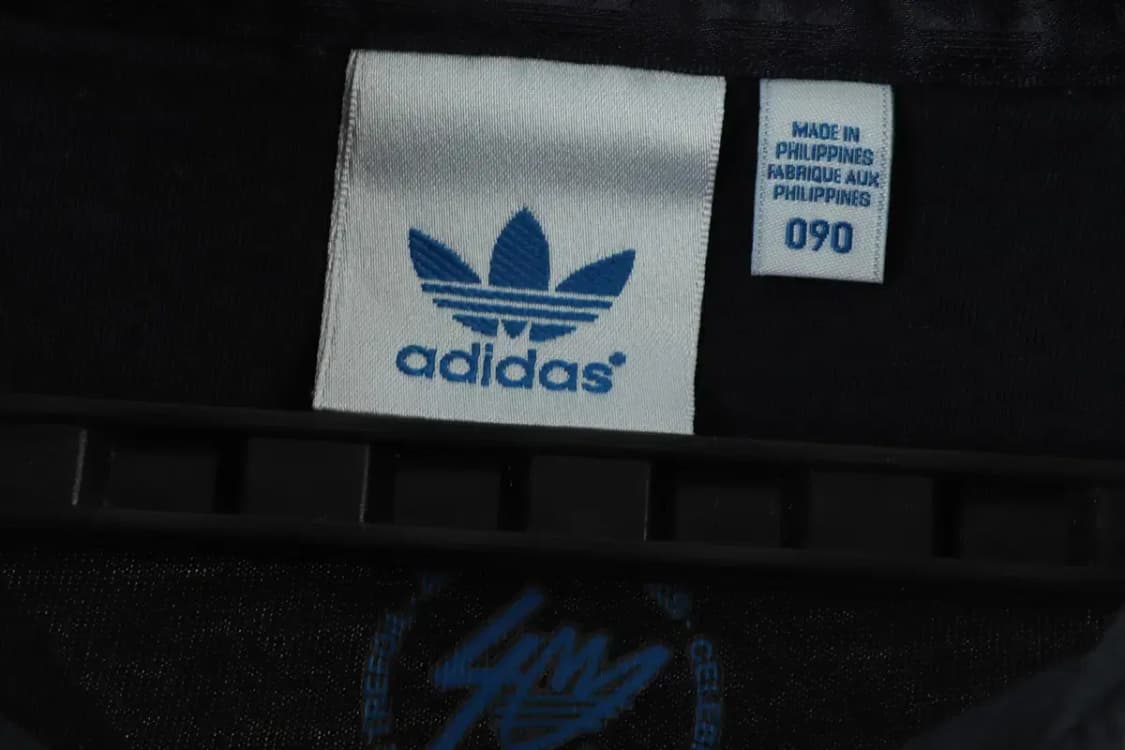 adidas
MADE IN
PHILIPPINES
FABRIQUE AUX
PHILIPPINES
090